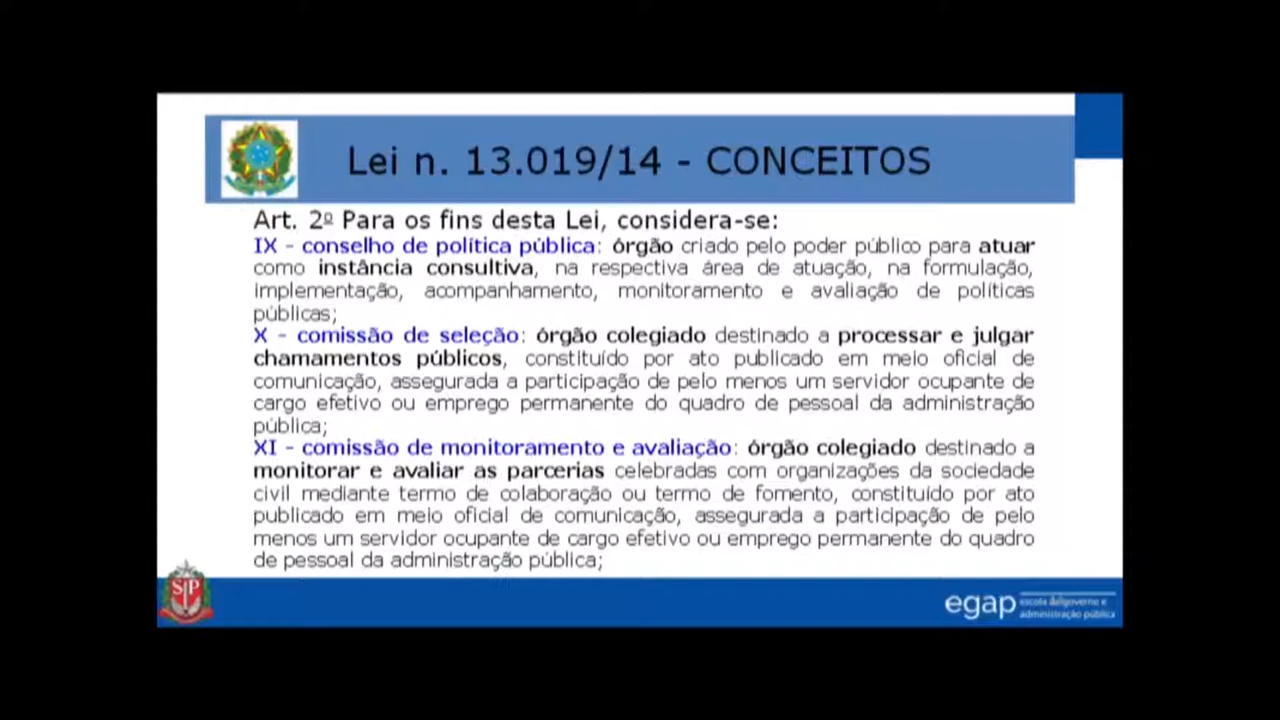 Lei n. 13.019/14 - CONCEITOS
Art. 2º Para os fins desta Lei, considera-se:
IX - conselho de política pública: órgão criado pelo poder público para atuar
como instância consultiva, na respectiva área de atuação, na formulação,
implementação, acompanhamento, monitoramento e avaliação de políticas
públicas;
X - comissão de seleção: órgão colegiado destinado a processar e julgar
chamamentos públicos, constituído por ato publicado em meio oficial de
comunicação, assegurada a participação de pelo menos um servidor ocupante de
cargo efetivo ou emprego permanente do quadro de pessoal da administração
pública;
XI - comissão de monitoramento e avaliação: órgão colegiado destinado a
monitorar e avaliar as parcerias celebradas com organizações da sociedade
civil mediante termo de colaboração ou termo de fomento, constituído por ato
publicado em meio oficial de comunicação, assegurada a participação de pelo
menos um servidor ocupante de cargo efetivo ou emprego permanente do quadro
de pessoal da administração pública;
SP
egap
escola de governo e
administração pública